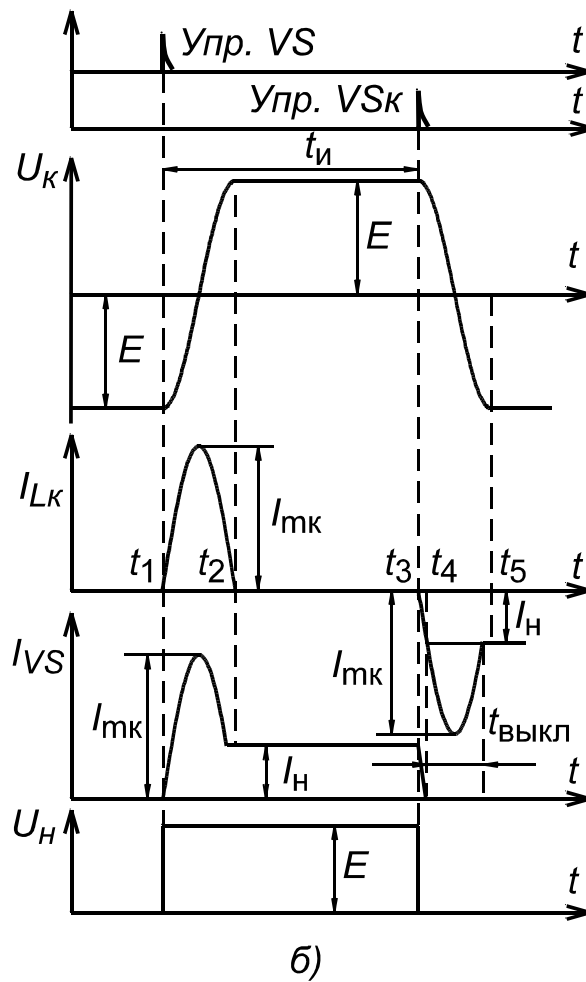 Упр. VS
t
Упр. VSк
t
tи
Uк
E
t
E
ILк
Imк
t1 t2 t3 t4 t5 t
Iн
IVS
Imк
Imк
tвыкл
Iн
t
Uн
E
t
б)